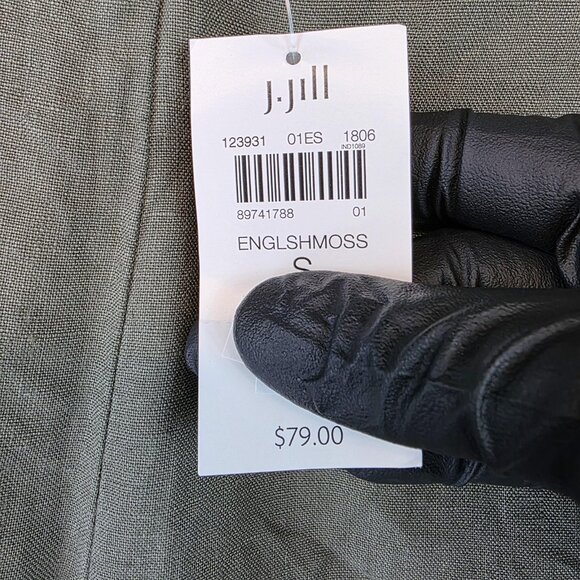 J.Jill
123931 01ES 1806
IND1089
89741788 01
ENGLSHMOSS
S
$79.00